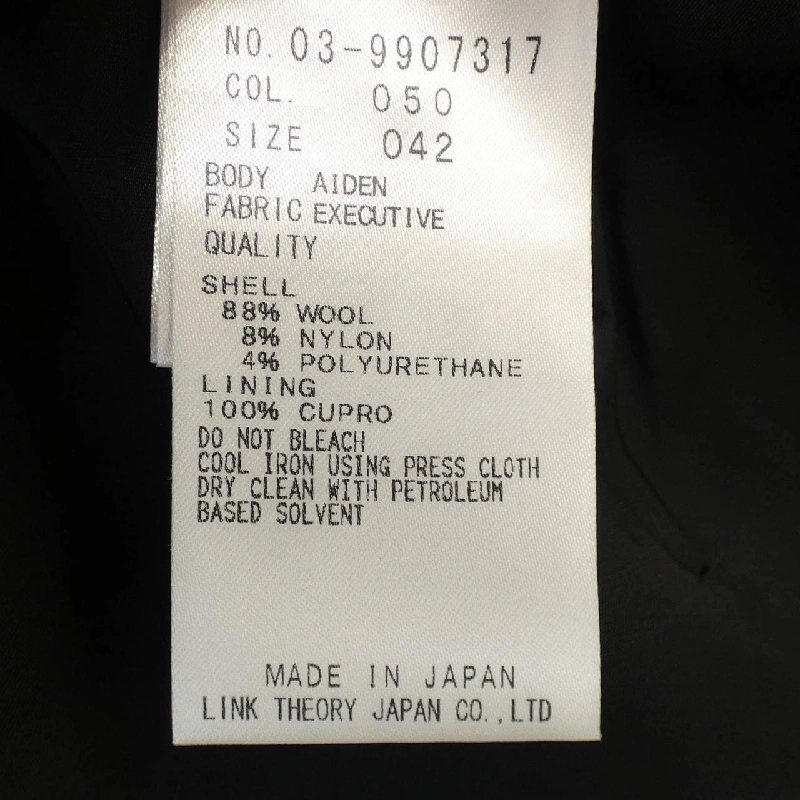 NO. 03-9907317
COL. 050
SIZE 042
BODY AIDEN
FABRIC EXECUTIVE
QUALITY
SHELL
88% WOOL
8% NYLON
4% POLYURETHANE
LINING
100% CUPRO
DO NOT BLEACH
COOL IRON USING PRESS CLOTH
DRY CLEAN WITH PETROLEUM
BASED SOLVENT
MADE IN JAPAN
LINK THEORY JAPAN CO.,LTD